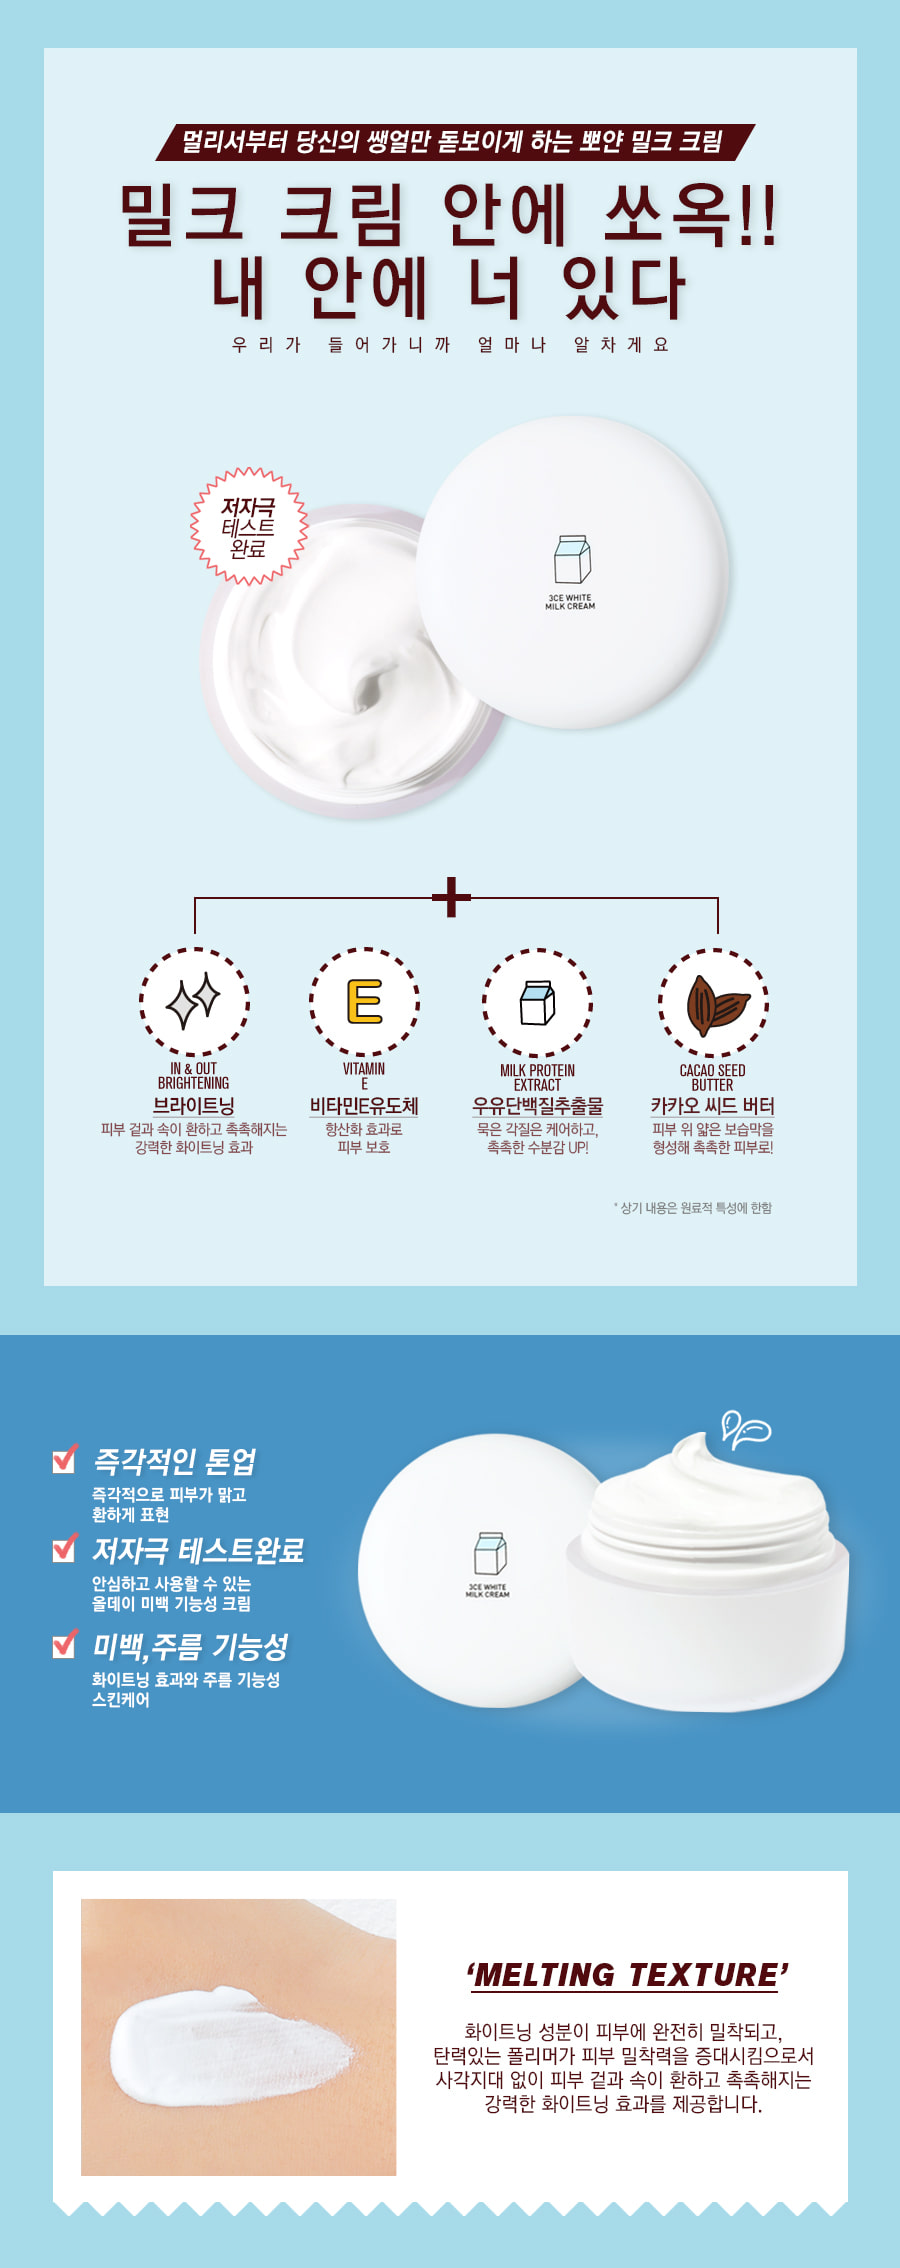 멀리서부터 당신의 쌩얼만 돋보이게 하는 뽀얀 밀크 크림
밀크 크림 안에 쏘옥!!
내 안에 너 있다
우리가 들어가니까 얼마나 알차게요
저자극
테스트
완료
3CE WHITE
MILK CREAM
IN & OUT
BRIGHTENING
브라이트닝
피부 겉과 속이 환하고 촉촉해지는
강력한 화이트닝 효과
E
VITAMIN
E
비타민E유도체
항산화 효과로
피부 보호
MILK PROTEIN
EXTRACT
우유단백질추출물
묵은 각질은 케어하고,
촉촉한 수분감 UP!
CACAO SEED
BUTTER
카카오 씨드 버터
피부 위 얇은 보습막을
형성해 촉촉한 피부로!
* 상기 내용은 원료적 특성에 한함
즉각적인 톤업
즉각적으로 피부가 맑고
환하게 표현
저자극 테스트완료
안심하고 사용할 수 있는
올데이 미백 기능성 크림
미백,주름 기능성
화이트닝 효과와 주름 기능성
스킨케어
3CE WHITE
MILK CREAM
‘MELTING TEXTURE’
화이트닝 성분이 피부에 완전히 밀착되고,
탄력있는 폴리머가 피부 밀착력을 증대시킴으로서
사각지대 없이 피부 겉과 속이 환하고 촉촉해지는
강력한 화이트닝 효과를 제공합니다.